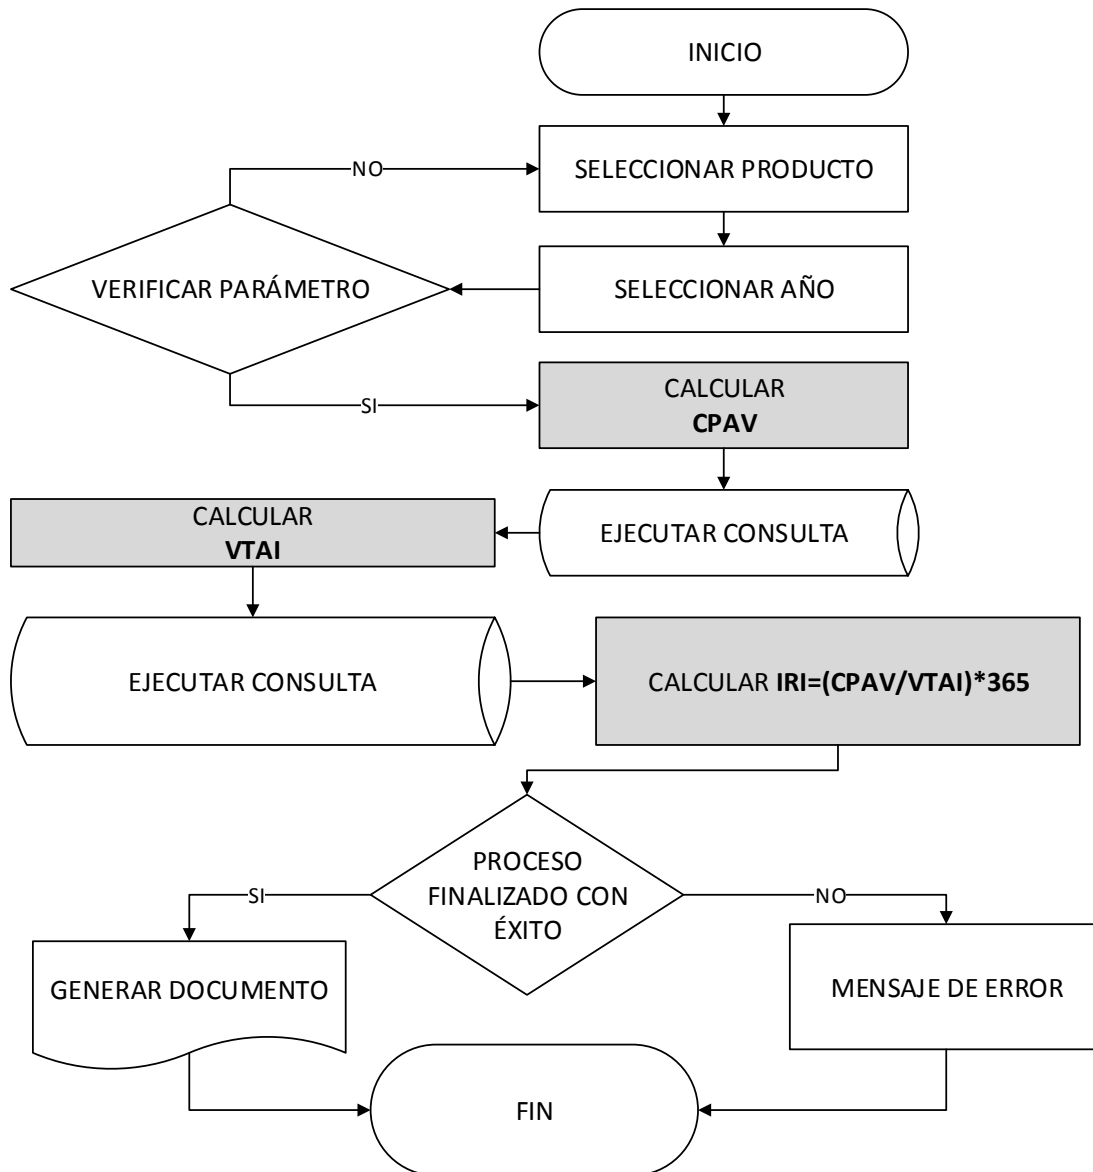 INICIO
NO
SELECCIONAR PRODUCTO
VERIFICAR PARÁMETRO
SELECCIONAR AÑO
SI
CALCULAR
CPAV
CALCULAR
VTAI
EJECUTAR CONSULTA
EJECUTAR CONSULTA
CALCULAR IRI=(CPAV/VTAI)*365
PROCESO
FINALIZADO CON
ÉXITO
SI
NO
GENERAR DOCUMENTO
MENSAJE DE ERROR
FIN